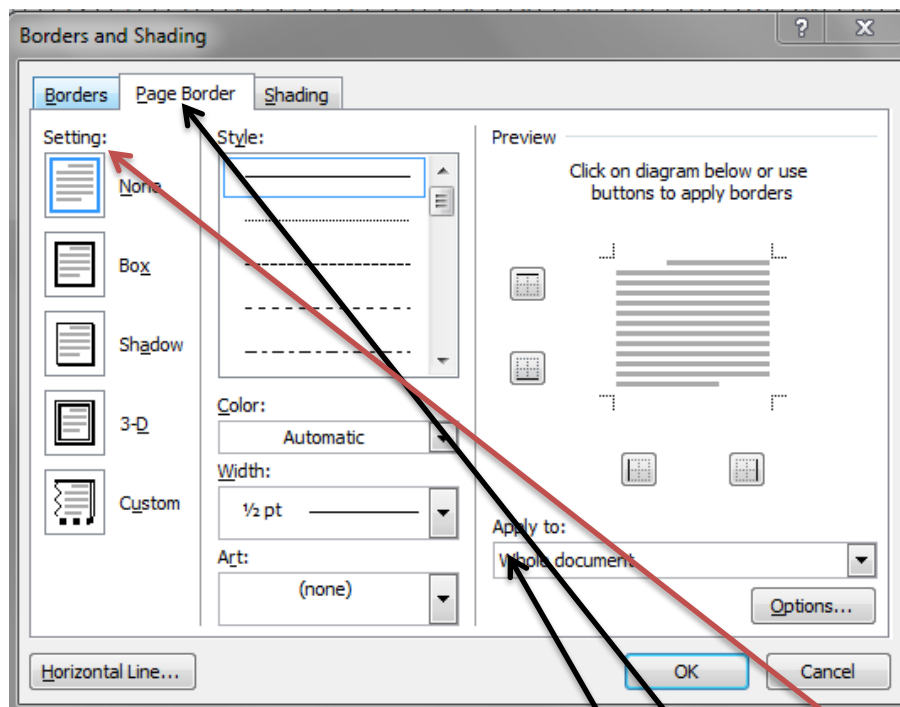 Borders and Shading
Borders Page Border Shading
Setting:
None
Box
Shadow
3-D
Custom
Style:
Color:
Automatic
Width:
½ pt
Art:
(none)
Preview
Click on diagram below or use
buttons to apply borders
Apply to:
Whole document
Options...
Horizontal Line...
OK
Cancel